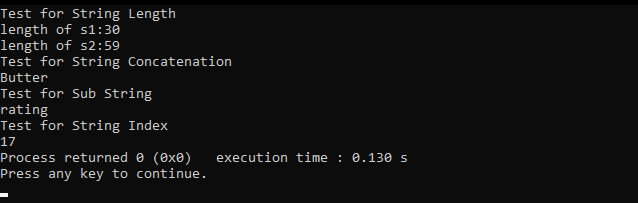 Test for String Length
length of s1:30
length of s2:59
Test for String Concatenation
Butter
Test for Sub String
rating
Test for String Index
17
Process returned 0 (0x0)   execution time : 0.130 s
Press any key to continue.